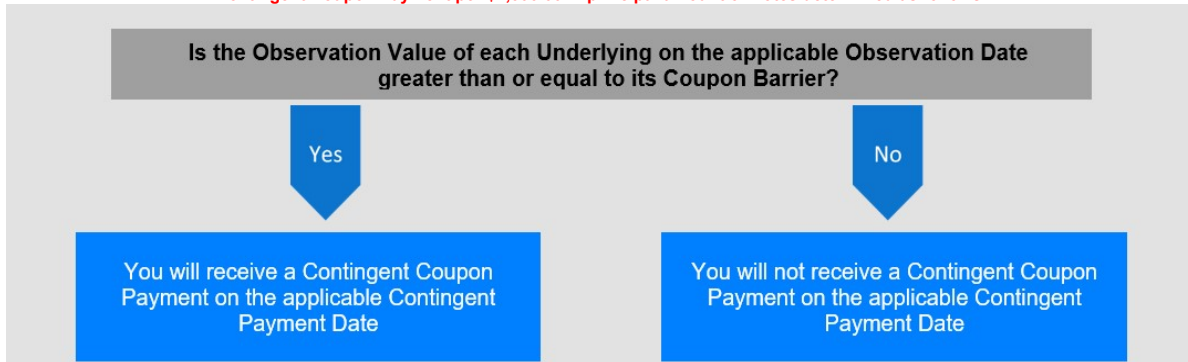 Is the Observation Value of each Underlying on the applicable Observation Date
greater than or equal to its Coupon Barrier?
Yes
No
You will receive a Contingent Coupon
Payment on the applicable Contingent
Payment Date
You will not receive a Contingent Coupon
Payment on the applicable Contingent
Payment Date